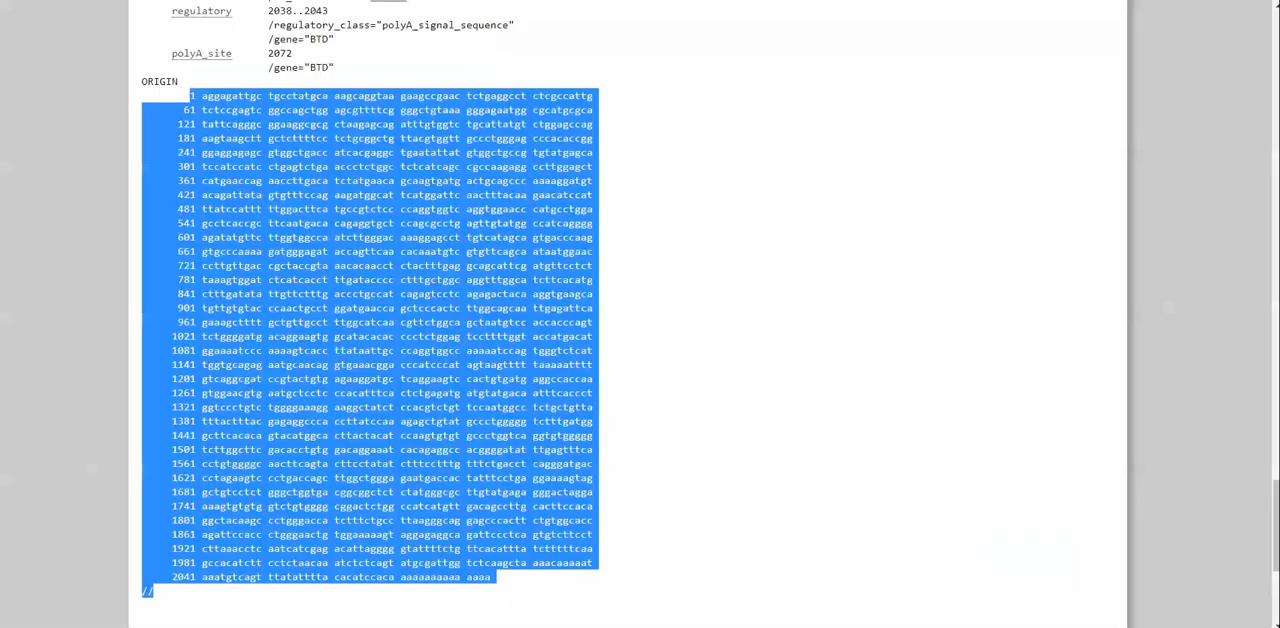 regulatory 2038..2043
/regulatory_class="polyA_signal_sequence"
/gene="BTD"
polyA_site 2072
/gene="BTD"
ORIGIN
1 aggagattgc tgcctatgca aagcaggtaa gaagccgaac tctgaggcct ctcgccattg
61 tctccgagtc ggccagctgg agcgttttcg gggctgtaaa gggagaatgg cgcatgcgca
121 tattcagggc ggaaggcgcg ctaagagcag atttgtggtc tgcattatgt ctggagccag
181 aagtaagctt gctcttttcc tctgcggctg ttacgtggtt gccctgggag cccacaccgg
241 ggaggagagc gtggctgacc atcacgaggc tgaatattat gtggctgccg tgtatgagca
301 tccatccatc ctgagtctga accctctggc tctcatcagc cgccaagagg ccttggagct
361 catgaaccag aaccttgaca tctatgaaca gcaagtgatg actgcagccc aaaaggatgt
421 acagattata gtgtttccag aagatggcat tcatggattc aactttacaa gaacatccat
481 ttatccattt ttggacttca tgccgtctcc ccaggtggtc aggtggaacc catgcctgga
541 gcctcaccgc ttcaatgaca cagaggtgct ccagcgcctg agttgtatgg ccatcagggg
601 agatatgttc ttggtggcca atcttgggac aaaggagcct tgtcatagca gtgacccaag
661 gtgcccaaaa gatgggagat accagttcaa cacaaatgtc gtgttcagca ataatggaac
721 ccttgttgac cgctaccgta aacacaacct ctactttgag gcagcattcg atgttcctct
781 taaagtggat ctcatcacct ttgatacccc ctttgctggc aggtttggca tcttcacatg
841 ctttgatata ttgttctttg accctgccat cagagtcctc agagactaca aggtgaagca
901 tgttgtgtac ccaactgcct ggatgaacca gctcccactc ttggcagcaa ttgagattca
961 gaaagctttt gctgttgcct ttggcatcaa cgttctggca gctaatgtcc accacccagt
1021 tctggggatg acaggaagtg gcatacacac ccctctggag tccttttggt accatgacat
1081 ggaaaatccc aaaagtcacc ttataattgc ccaggtggcc aaaaatccag tgggtctcat
1141 tggtgcagag aatgcaacag gtgaaacgga cccatcccat agtaagtttt taaaaatttt
1201 gtcaggcgat ccgtactgtg agaaggatgc tcaggaagtc cactgtgatg aggccaccaa
1261 gtggaacgtg aatgctcctc ccacatttca ctctgagatg atgtatgaca atttcaccct
1321 ggtccctgtc tggggaaagg aaggctatct ccacgtctgt tccaatggcc tctgctgtta
1381 tttactttac gagaggccca ccttatccaa agagctgtat gccctggggg tctttgatgg
1441 gcttcacaca gtacatggca cttactacat ccaagtgtgt gccctggtca ggtgtggggg
1501 tcttggcttc gacacctgtg gacaggaaat cacagaggcc acggggatat ttgagtttca
1561 cctgtggggc aacttcagta cttcctatat ctttcctttg tttctgacct cagggatgac
1621 cctagaagtc cctgaccagc ttggctggga gaatgaccac tatttcctga ggaaaagtag
1681 gctgtcctct gggctggtga cggcggctct ctatgggcgc ttgtatgaga gggactagga
1741 aaagtgtgtg gtctgtgggg cggactctgg ccatcatgtt gacagccttg cacttccaca
1801 ggctacaagc cctgggacca tctttctgcc ttaagggcag gagcccactt ctgtggcacc
1861 agattccacc ctgggaactg tggaaaaagt aggagaggca gattccctca gtgtcttcct
1921 cttaaacctc aatcatcgag acattagggg gtattttctg ttcacattta tctttttcaa
1981 gccacatctt cctctaacaa atctctcagt atgcgattgg tctcaagcta aaacaaaaat
2041 aaatgtcagt ttatatttta cacatccaca aaaaaaaaaa aaaa
//